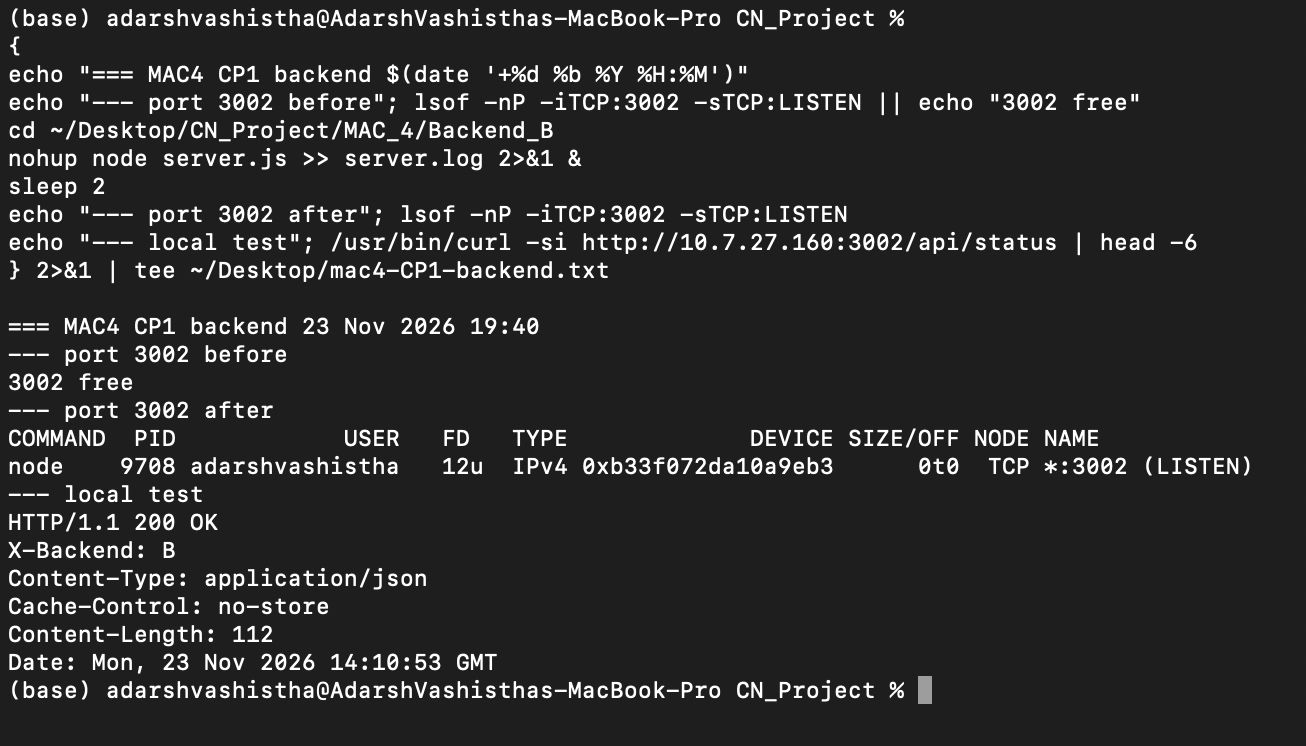 (base) adarshvashistha@AdarshVashisthas-MacBook-Pro CN_Project %
{
echo "=== MAC4 CP1 backend $(date '+%d %b %Y %H:%M')"
echo "--- port 3002 before"; lsof -nP -iTCP:3002 -sTCP:LISTEN || echo "3002 free"
cd ~/Desktop/CN_Project/MAC_4/Backend_B
nohup node server.js >> server.log 2>&1 &
sleep 2
echo "--- port 3002 after"; lsof -nP -iTCP:3002 -sTCP:LISTEN
echo "--- local test"; /usr/bin/curl -si http://10.7.27.160:3002/api/status | head -6
} 2>&1 | tee ~/Desktop/mac4-CP1-backend.txt

=== MAC4 CP1 backend 23 Nov 2026 19:40
--- port 3002 before
3002 free
--- port 3002 after
COMMAND  PID            USER   FD   TYPE             DEVICE SIZE/OFF NODE NAME
node    9708 adarshvashistha   12u  IPv4 0xb33f072da10a9eb3      0t0  TCP *:3002 (LISTEN)
--- local test
HTTP/1.1 200 OK
X-Backend: B
Content-Type: application/json
Cache-Control: no-store
Content-Length: 112
Date: Mon, 23 Nov 2026 14:10:53 GMT
(base) adarshvashistha@AdarshVashisthas-MacBook-Pro CN_Project %